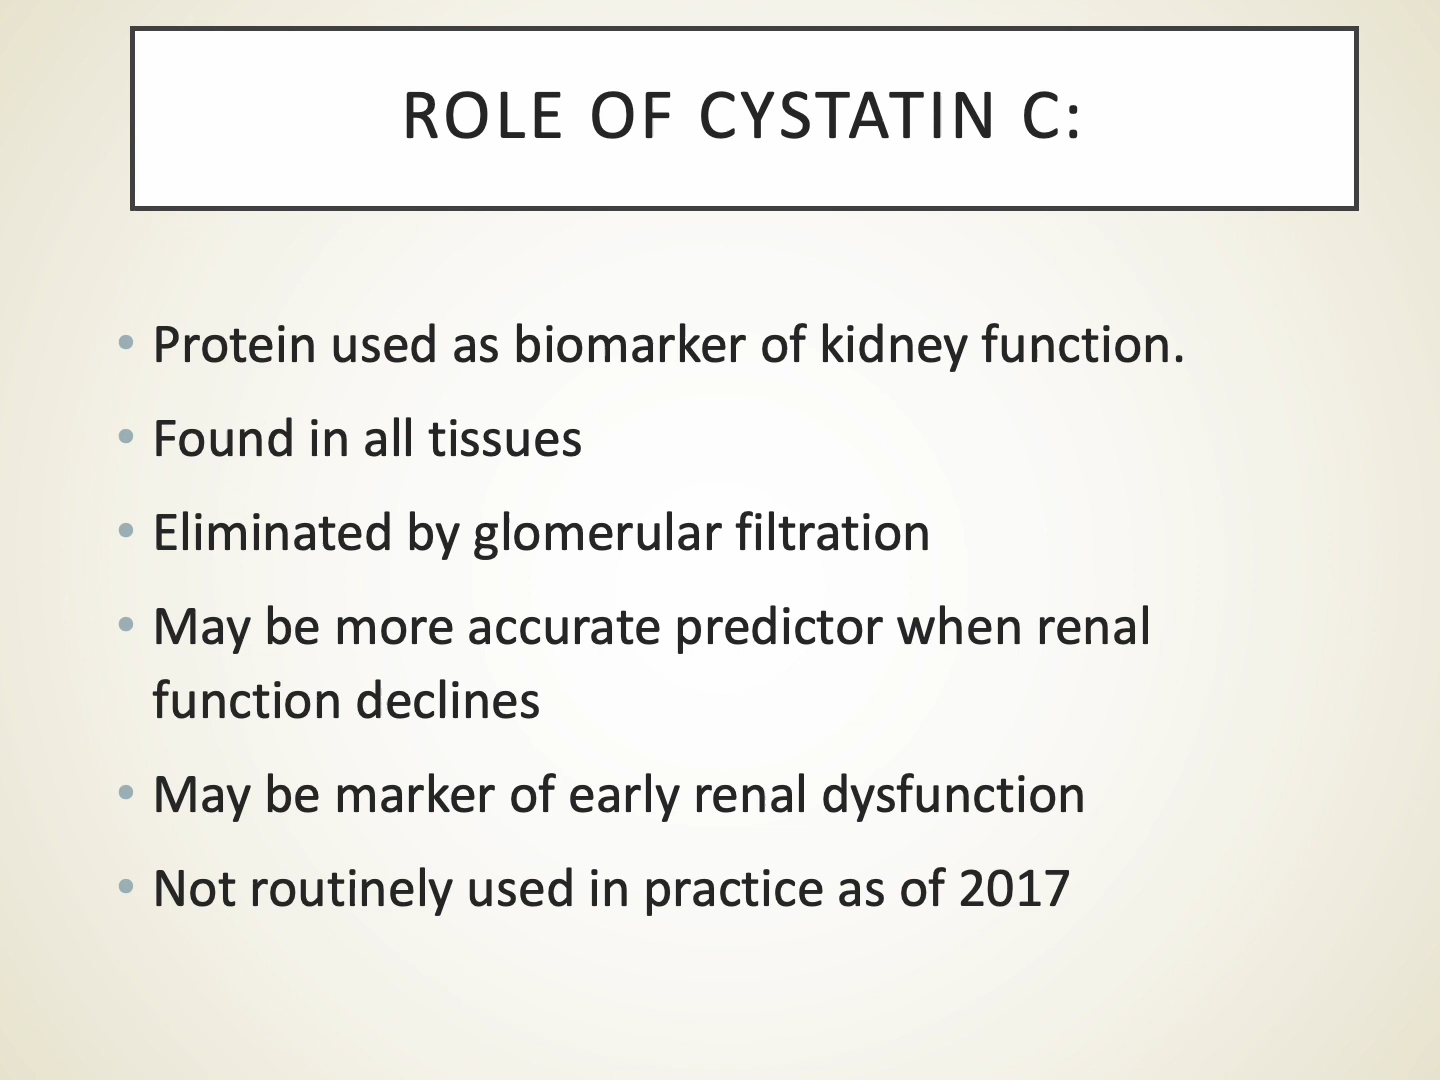 ROLE OF CYSTATIN C:
• Protein used as biomarker of kidney function.
• Found in all tissues
• Eliminated by glomerular filtration
• May be more accurate predictor when renal
function declines
• May be marker of early renal dysfunction
• Not routinely used in practice as of 2017